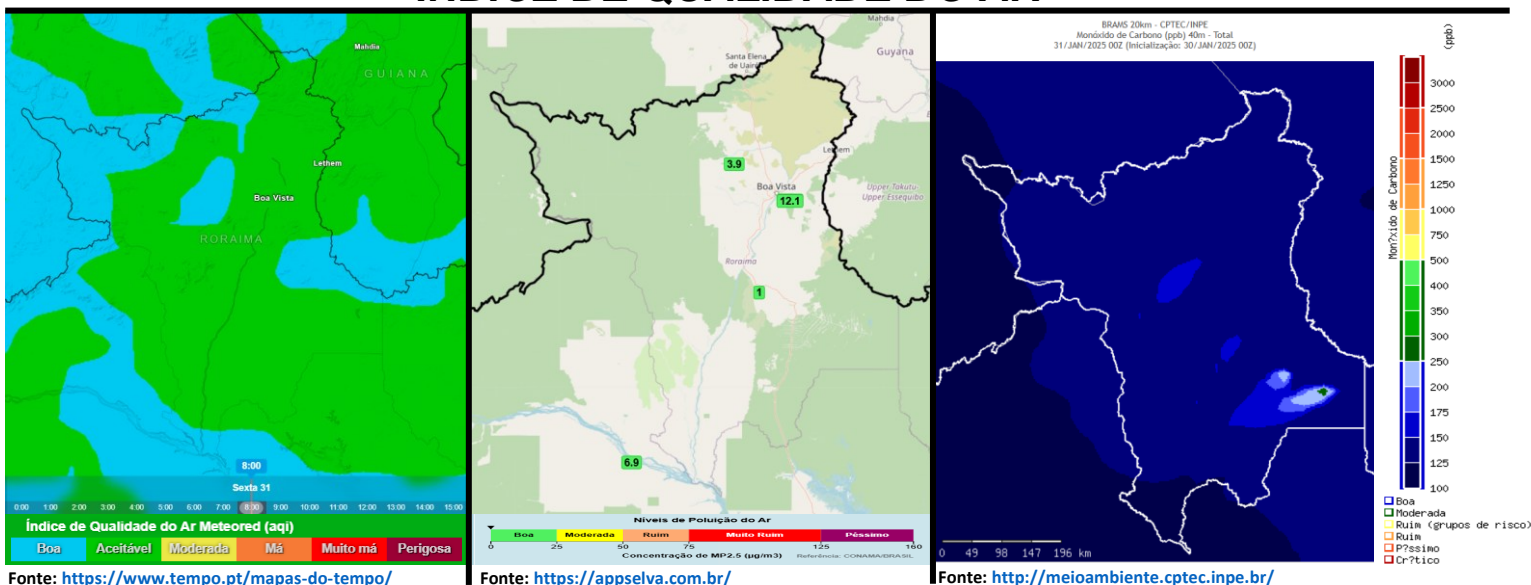 ÍNDICE DE QUALIDADE DO AR
Mahdia
GUIANA
Lethem
Boa Vista
RORAIMA
8:00
Sexta 31
0:00 1:00 2:00 3:00 4:00 5:00 6:00 7:00 8:00 9:00 10:00 11:00 12:00 13:00 14:00 15:00
Índice de Qualidade do Ar Meteored (aqi)
Boa Aceitável Moderada Má Muito má Perigosa
Fonte: https://www.tempo.pt/mapas-do-tempo/
Mahdia
Guyana
Santa Elena
de Uairén
3.9
Boa Vista
12.1
Upper Takutu-
Upper Essequibo
Roraima
1
6.9
Níveis de Poluição do Ar
Boa Moderada Ruim Muito Ruim Péssimo
0 25 50 75 125 160
Concentração de MP2.5 (µg/m3) Referência: CONAMA/BRASIL
Fonte: https://appselva.com.br/
BRAMS 20km - CPTEC/INPE
Monóxido de Carbono (ppb) 40m - Total
31/JAN/2025 00Z (Inicialização: 30/JAN/2025 00Z)
(ppb)
Mon?xido de Carbono
3000
2500
2000
1500
1250
1000
750
500
400
350
300
250
200
175
150
125
100
Boa
Moderada
Ruim (grupos de risco)
Ruim
P?ssimo
Cr?tico
0 49 98 147 196 km
Fonte: http://meioambiente.cptec.inpe.br/